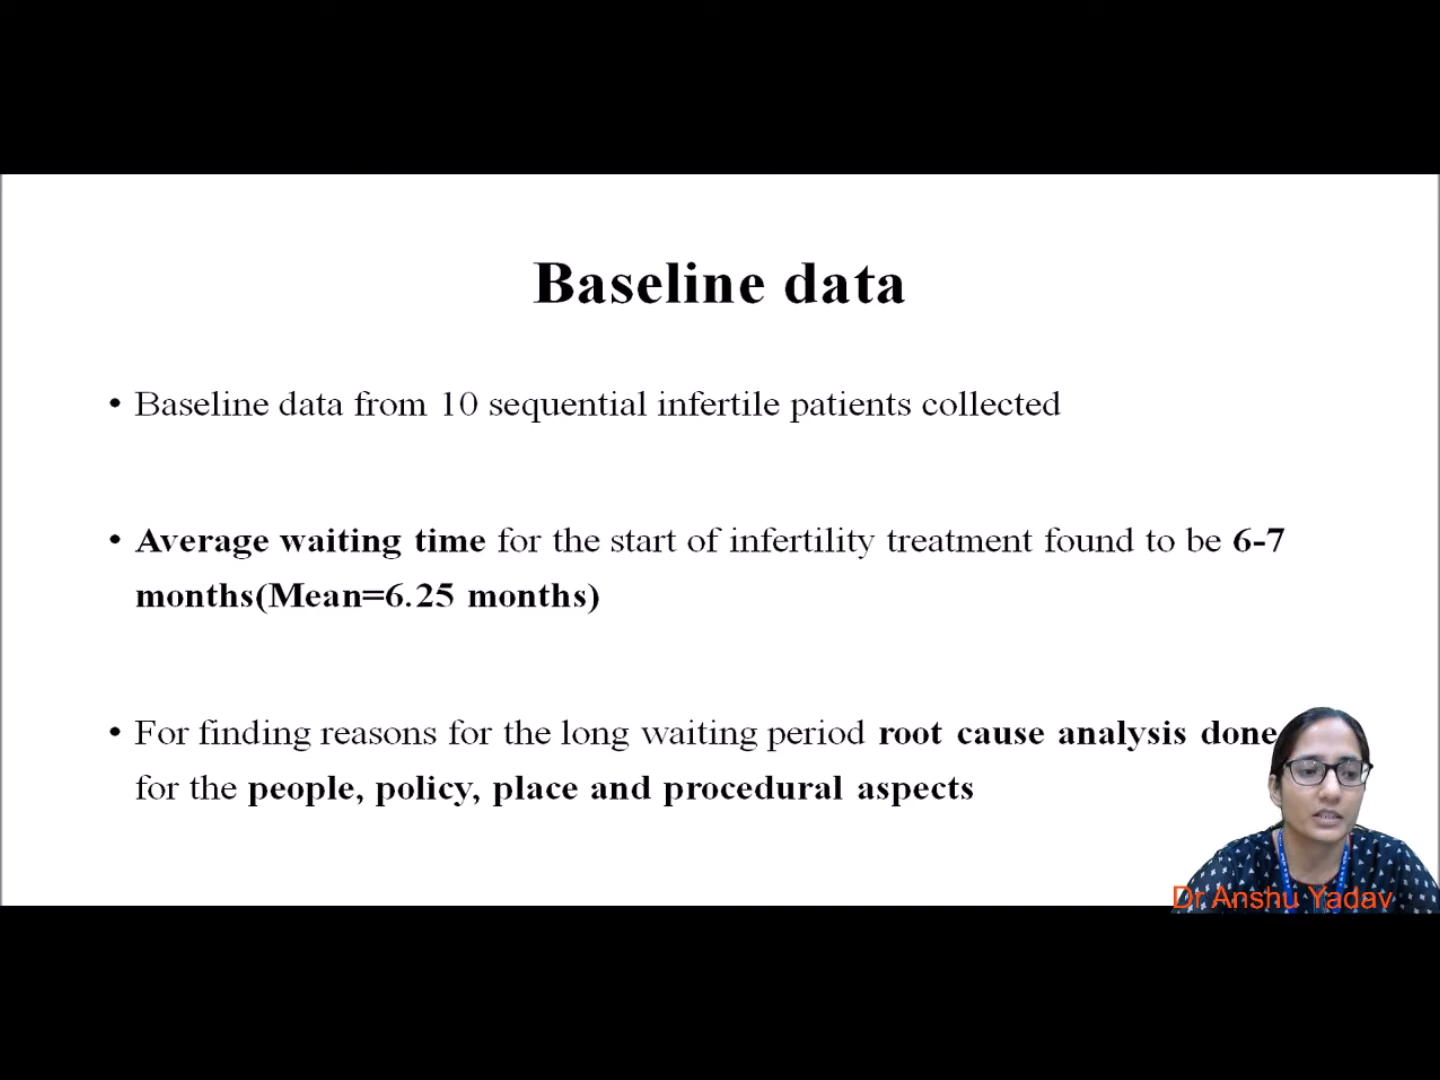 Baseline data
• Baseline data from 10 sequential infertile patients collected
• Average waiting time for the start of infertility treatment found to be 6-7
months(Mean=6.25 months)
• For finding reasons for the long waiting period root cause analysis done
for the people, policy, place and procedural aspects
Dr Anshu Yadav